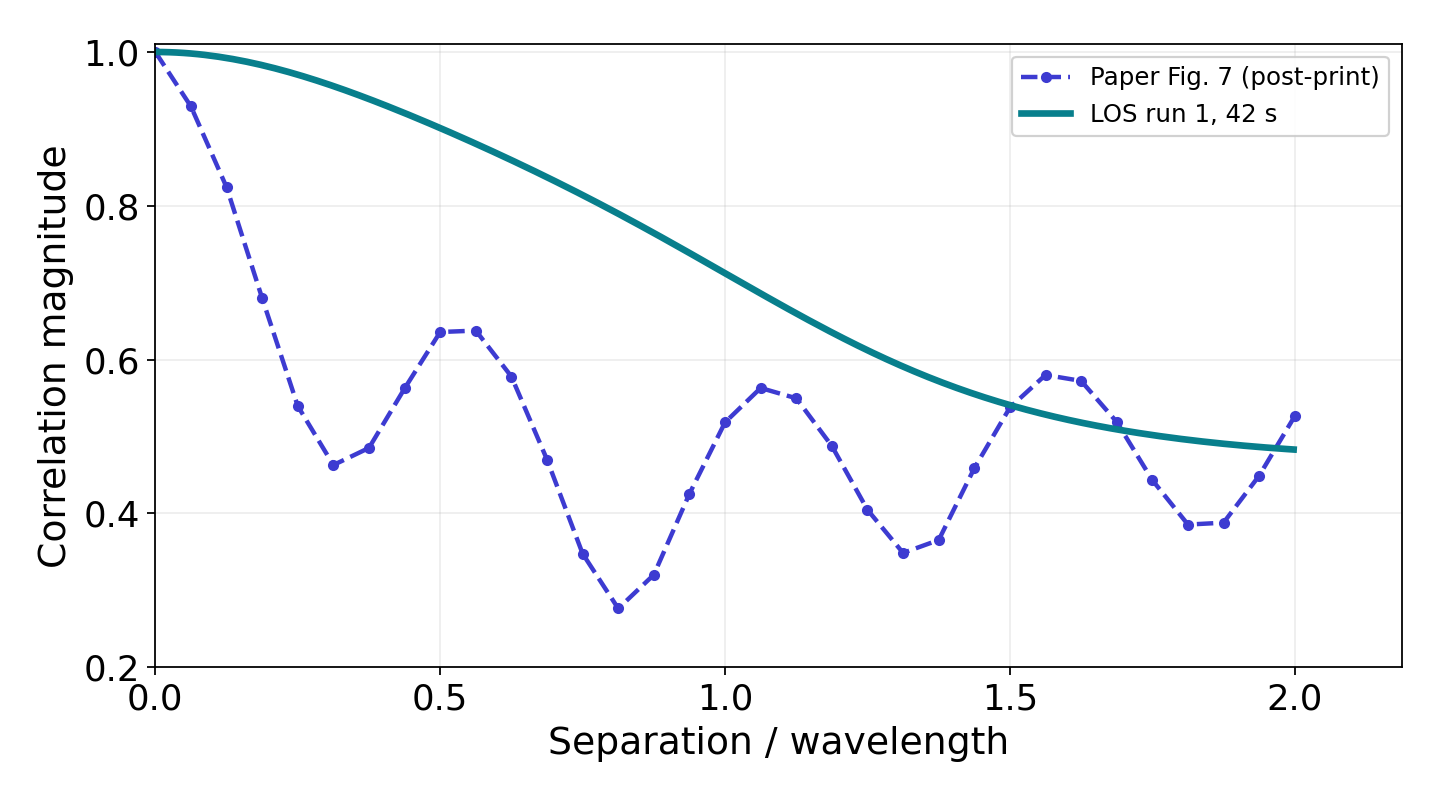 1.0
0.8
0.6
0.4
0.2
0.0
0.5
1.0
1.5
2.0
Correlation magnitude
Separation / wavelength
Paper Fig. 7 (post-print)
LOS run 1, 42 s